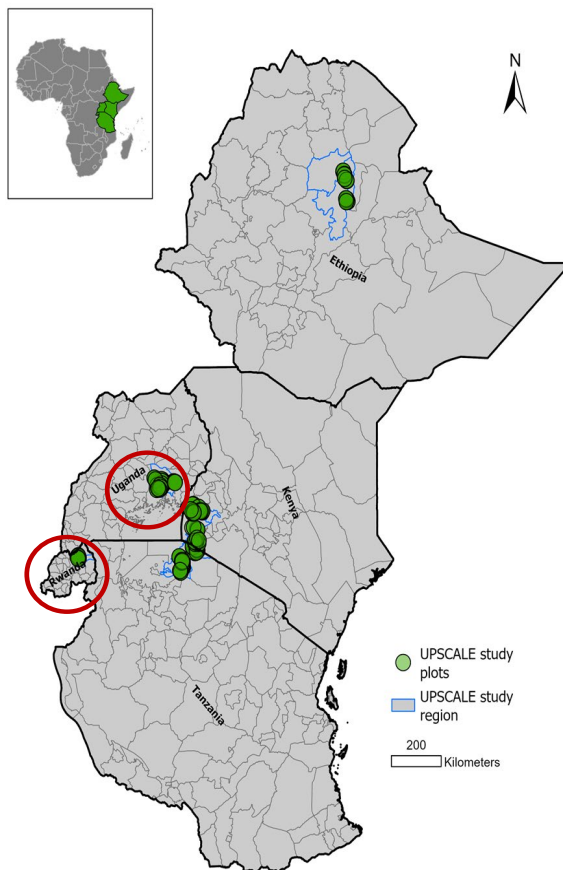 N
Ethiopia
Uganda
Kenya
Rwanda
Tanzania
UPSCALE study
plots
UPSCALE study
region
200
Kilometers